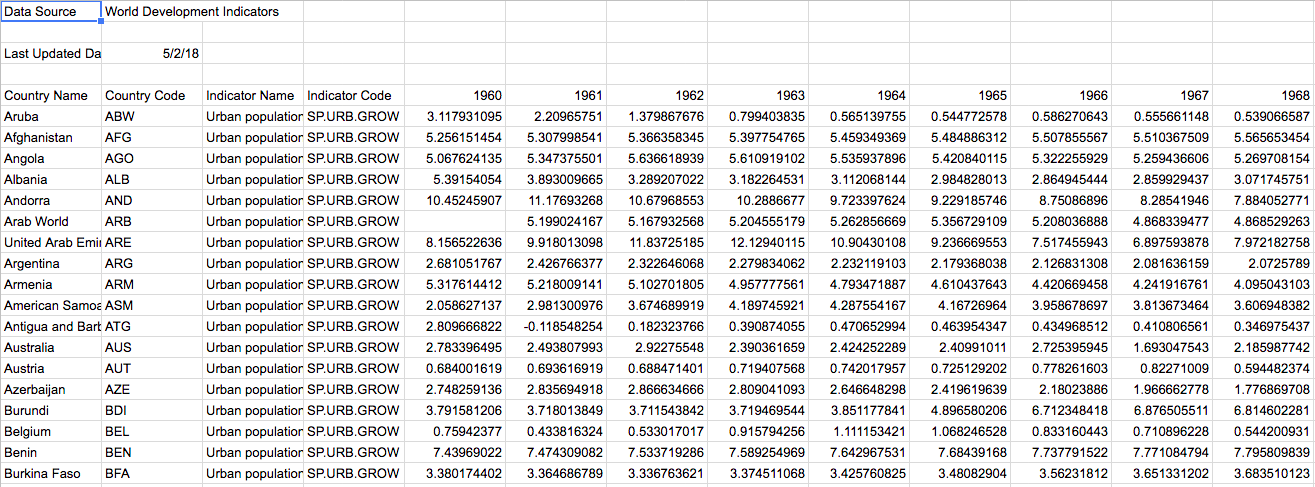 Data Source World Development Indicators
Last Updated Da 5/2/18
Country Name Country Code Indicator Name Indicator Code 1960 1961 1962 1963 1964 1965 1966 1967 1968
Aruba ABW Urban population SP.URB.GROW 3.117931095 2.20965751 1.379867676 0.799403835 0.565139755 0.544772578 0.586270643 0.555661148 0.539066587
Afghanistan AFG Urban population SP.URB.GROW 5.256151454 5.307998541 5.366358345 5.397754765 5.459349369 5.484886312 5.507855567 5.510367509 5.565653454
Angola AGO Urban population SP.URB.GROW 5.067624135 5.347375501 5.636618939 5.610919102 5.535937896 5.420840115 5.322255929 5.259436606 5.269708154
Albania ALB Urban population SP.URB.GROW 5.39154054 3.893009665 3.289207022 3.182264531 3.112068144 2.984828013 2.864945444 2.859929437 3.071745751
Andorra AND Urban population SP.URB.GROW 10.45245907 11.17693268 10.67968553 10.2886677 9.723397624 9.229185746 8.75086896 8.28541946 7.884052771
Arab World ARB Urban population SP.URB.GROW 5.199024167 5.167932568 5.204555179 5.262856669 5.356729109 5.208036888 4.868339477 4.868529263
United Arab Emi ARE Urban population SP.URB.GROW 8.156522636 9.918013098 11.83725185 12.12940115 10.90430108 9.236669553 7.517455943 6.897593878 7.972182758
Argentina ARG Urban population SP.URB.GROW 2.681051767 2.426766377 2.322646068 2.279834062 2.232119103 2.179368038 2.126831308 2.081636159 2.0725789
Armenia ARM Urban population SP.URB.GROW 5.317614412 5.218009141 5.102701805 4.957777561 4.793471887 4.610437643 4.420669458 4.241916761 4.095043103
American Samoa ASM Urban population SP.URB.GROW 2.058627137 2.981300976 3.674689919 4.189745921 4.287554167 4.16726964 3.958678697 3.813673464 3.606948382
Antigua and Barb ATG Urban population SP.URB.GROW 2.809666822 -0.118548254 0.182323766 0.390874055 0.470652994 0.463954347 0.434968512 0.410806561 0.346975437
Australia AUS Urban population SP.URB.GROW 2.783396495 2.493807993 2.92275548 2.390361659 2.424252289 2.40991011 2.725395945 1.693047543 2.185987742
Austria AUT Urban population SP.URB.GROW 0.684001619 0.693616919 0.688471401 0.719407568 0.742017957 0.725129202 0.778261603 0.82271009 0.594482374
Azerbaijan AZE Urban population SP.URB.GROW 2.748259136 2.835694918 2.866634666 2.809041093 2.646648298 2.419619639 2.18023886 1.966662778 1.776869708
Burundi BDI Urban population SP.URB.GROW 3.791581206 3.718013849 3.711543842 3.719469544 3.851177841 4.896580206 6.712348418 6.876505511 6.814602281
Belgium BEL Urban population SP.URB.GROW 0.75942377 0.433816324 0.533017017 0.915794256 1.111153421 1.068246528 0.833160443 0.710896228 0.544200931
Benin BEN Urban population SP.URB.GROW 7.43969022 7.474309082 7.533719286 7.589254969 7.642967531 7.68439168 7.737791522 7.771084794 7.795809839
Burkina Faso BFA Urban population SP.URB.GROW 3.380174402 3.364686789 3.336763621 3.374511068 3.425760825 3.48082904 3.56231812 3.651331202 3.683510123